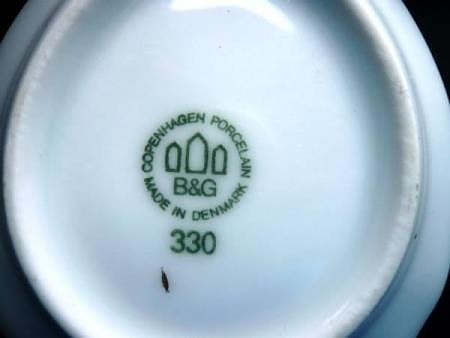 COPENHAGEN PORCELAIN
B&G
MADE IN DENMARK
330